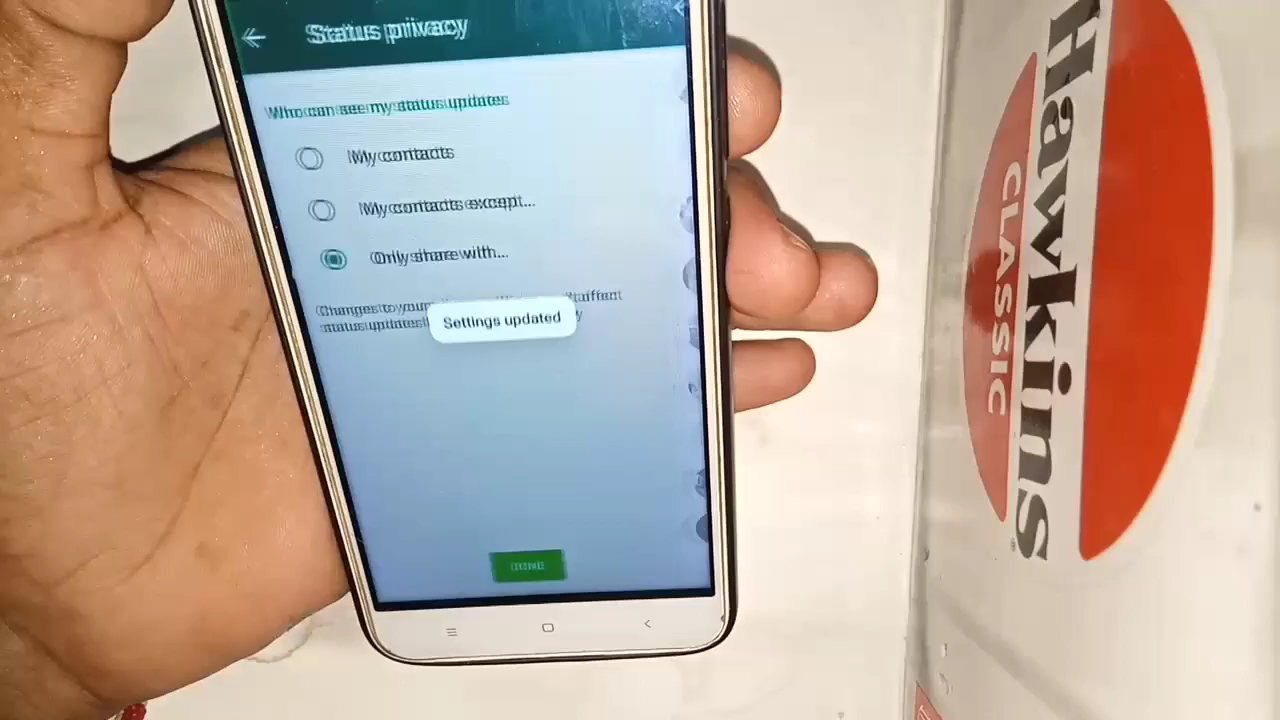 Status privacy
Who can see my status updates
My contacts
My contacts except...
Only share with...
Changes to your affect
status updates
Settings updated
Hawkins
CLASSIC